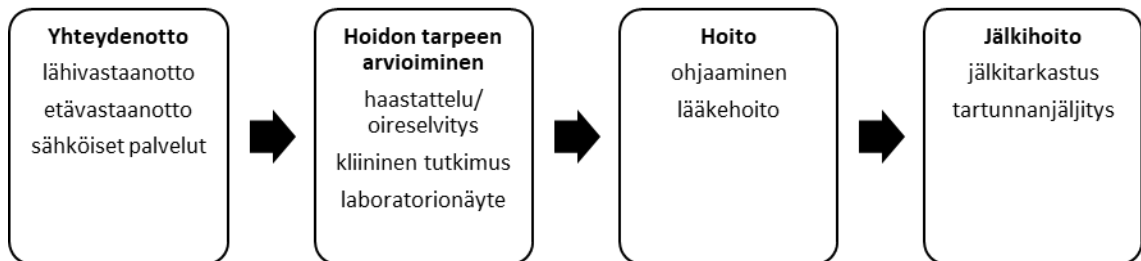 Yhteydenotto
lähivastaanotto
etävastaanotto
sähköiset palvelut
Hoidon tarpeen
arvioiminen
haastattelu/
oireselvitys
kliininen tutkimus
laboratorionäyte
Hoito
ohjaaminen
lääkehoito
Jälkihoito
jälkitarkastus
tartunnanjäljitys